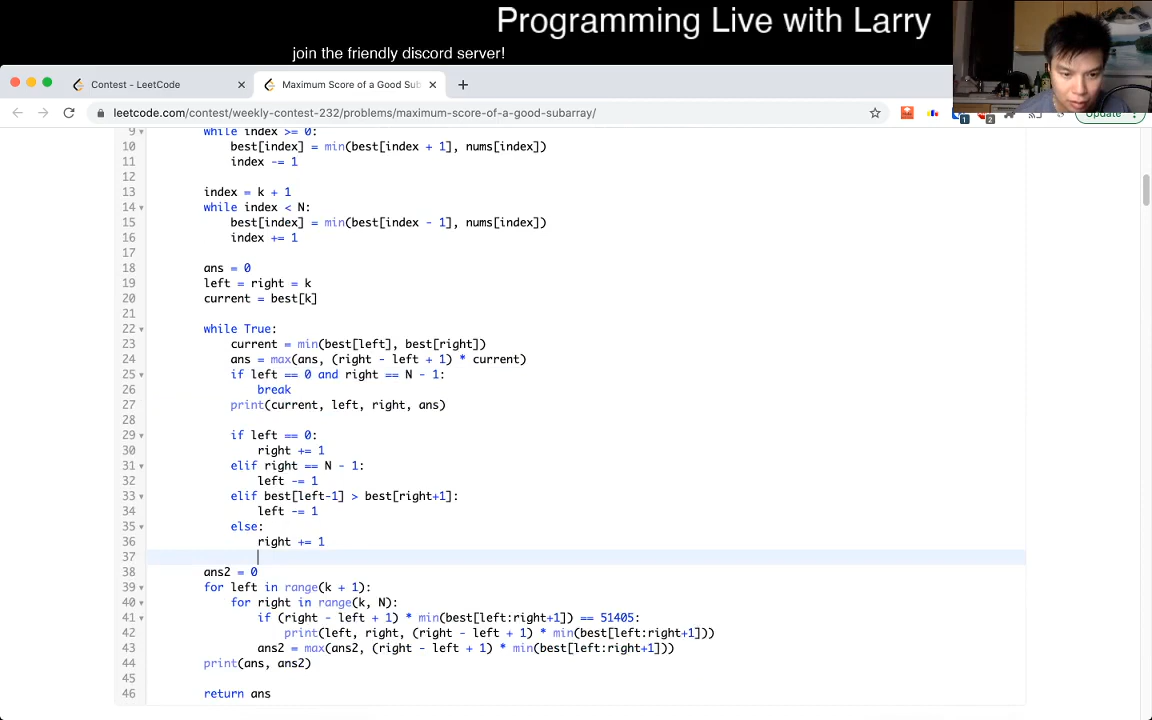 Programming Live with Larry
join the friendly discord server!
Contest - LeetCode
Maximum Score of a Good Sub
leetcode.com/contest/weekly-contest-232/problems/maximum-score-of-a-good-subarray/
Update
9 while index >= 0:
10 best[index] = min(best[index + 1], nums[index])
11 index -= 1
12
13 index = k + 1
14 while index < N:
15 best[index] = min(best[index - 1], nums[index])
16 index += 1
17
18 ans = 0
19 left = right = k
20 current = best[k]
21
22 while True:
23 current = min(best[left], best[right])
24 ans = max(ans, (right - left + 1) * current)
25 if left == 0 and right == N - 1:
26 break
27 print(current, left, right, ans)
28
29 if left == 0:
30 right += 1
31 elif right == N - 1:
32 left -= 1
33 elif best[left-1] > best[right+1]:
34 left -= 1
35 else:
36 right += 1
37
38 ans2 = 0
39 for left in range(k + 1):
40 for right in range(k, N):
41 if (right - left + 1) * min(best[left:right+1]) == 51405:
42 print(left, right, (right - left + 1) * min(best[left:right+1]))
43 ans2 = max(ans2, (right - left + 1) * min(best[left:right+1]))
44 print(ans, ans2)
45
46 return ans